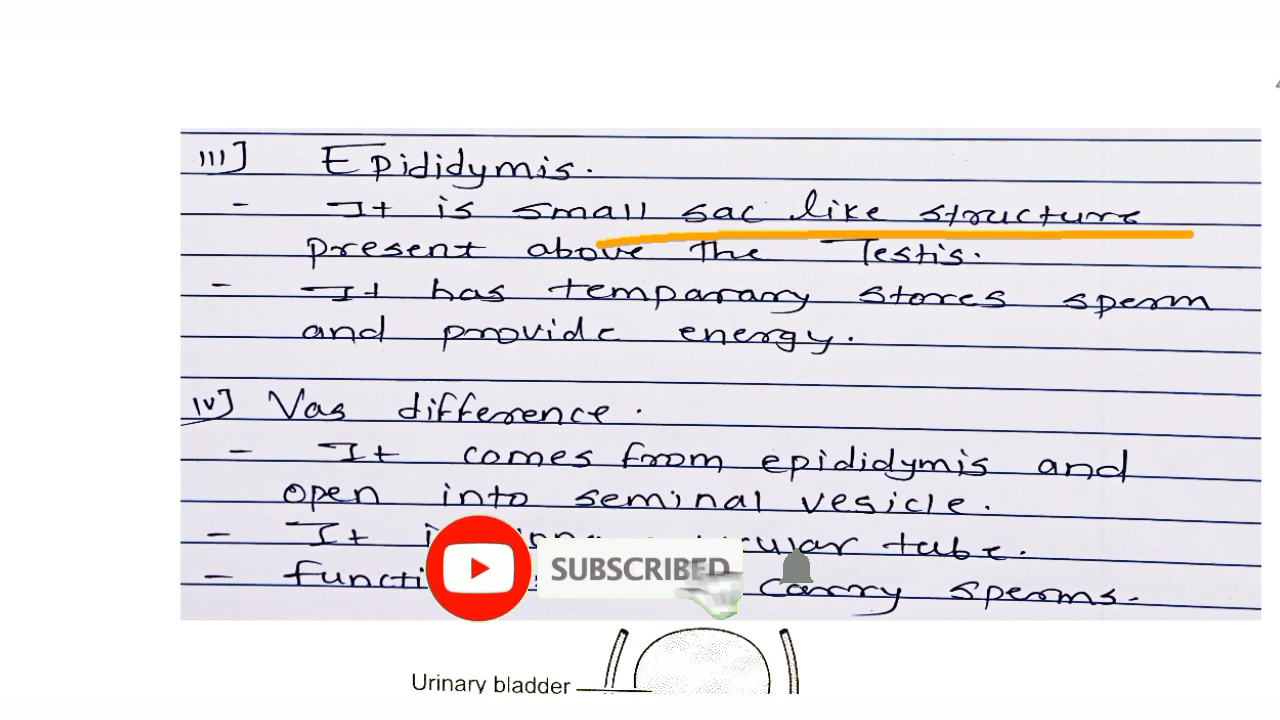 III] Epididymis.
- It is small sac like structure
present above the Testis.
- It has temparary stores sperm
and provide energy.
IV] Vas difference.
- It comes from epididymis and
open into seminal vesicle.
- It tube.
- carry sperms.
SUBSCRIBED
Urinary bladder